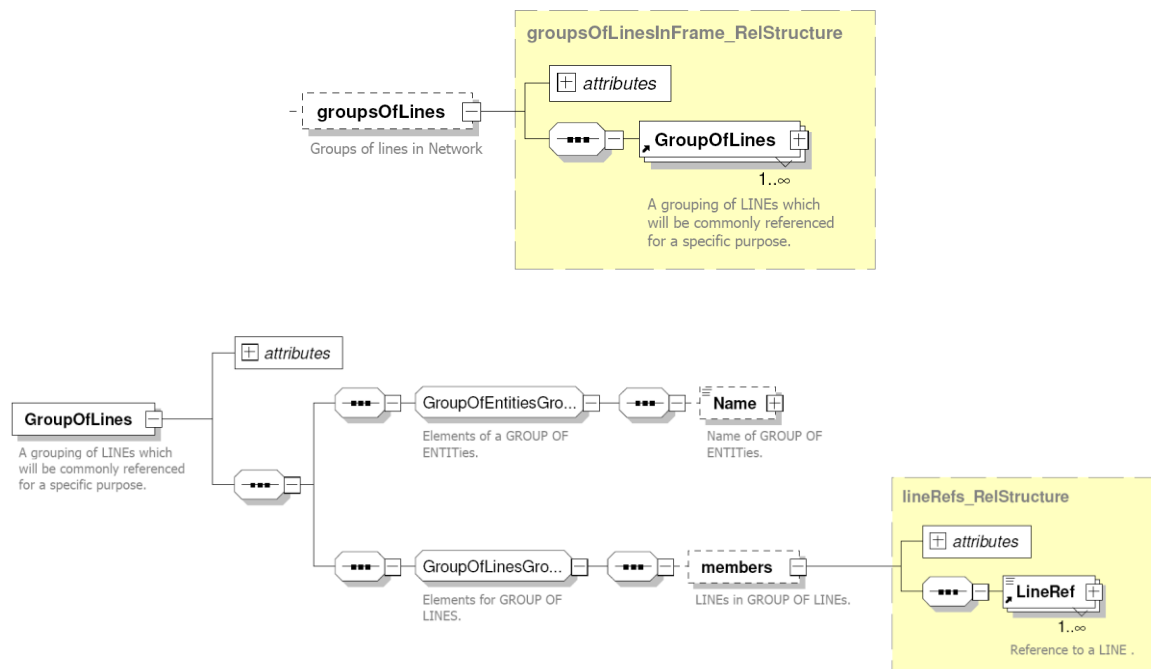 groupsOfLinesInFrame_RelStructure
attributes
groupsOfLines
Groups of lines in Network
GroupOfLines
1..∞
A grouping of LINEs which
will be commonly referenced
for a specific purpose.
attributes
GroupOfLines
A grouping of LINEs which
will be commonly referenced
for a specific purpose.
GroupOfEntitiesGro...
Elements of a GROUP OF
ENTITies.
Name
Name of GROUP OF
ENTITies.
GroupOfLinesGro...
Elements for GROUP OF
LINES.
members
LINEs in GROUP OF LINEs.
lineRefs_RelStructure
attributes
LineRef
1..∞
Reference to a LINE .